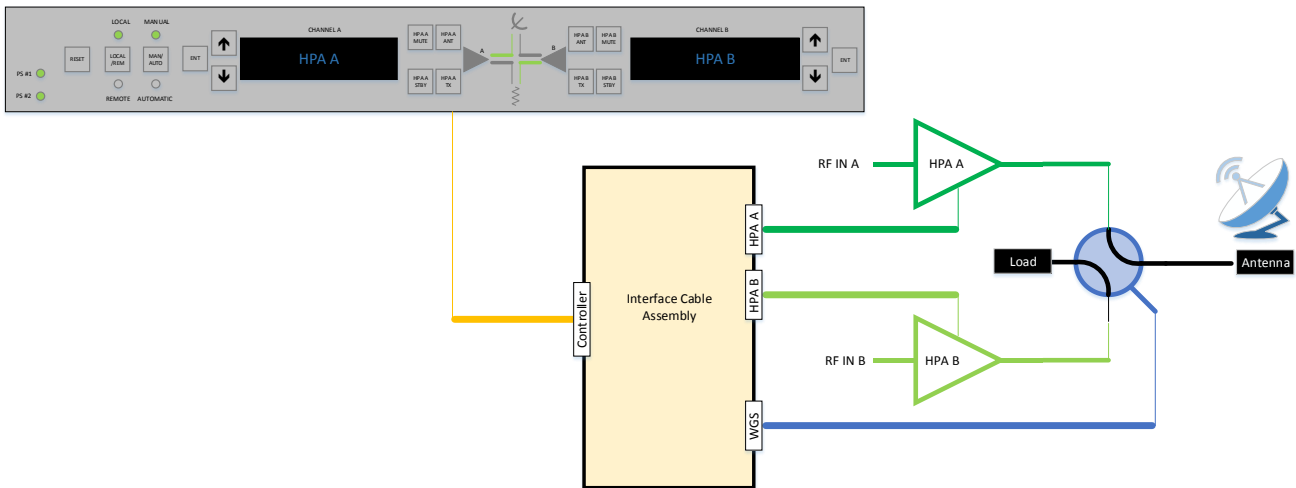 LOCAL
MANUAL
CHANNEL A
CHANNEL B
RESET
LOCAL
/REM
MAN/
AUTO
ENT
HPA A
HPA A
MUTE
HPA A
ANT
A
B
HPA B
ANT
HPA B
MUTE
HPA B
ENT
PS #1
PS #2
REMOTE
AUTOMATIC
HPA A
STBY
HPA A
TX
HPA B
TX
HPA B
STBY
RF IN A
HPA A
HPA A
Load
Antenna
Controller
Interface Cable
Assembly
HPA B
RF IN B
HPA B
WGS